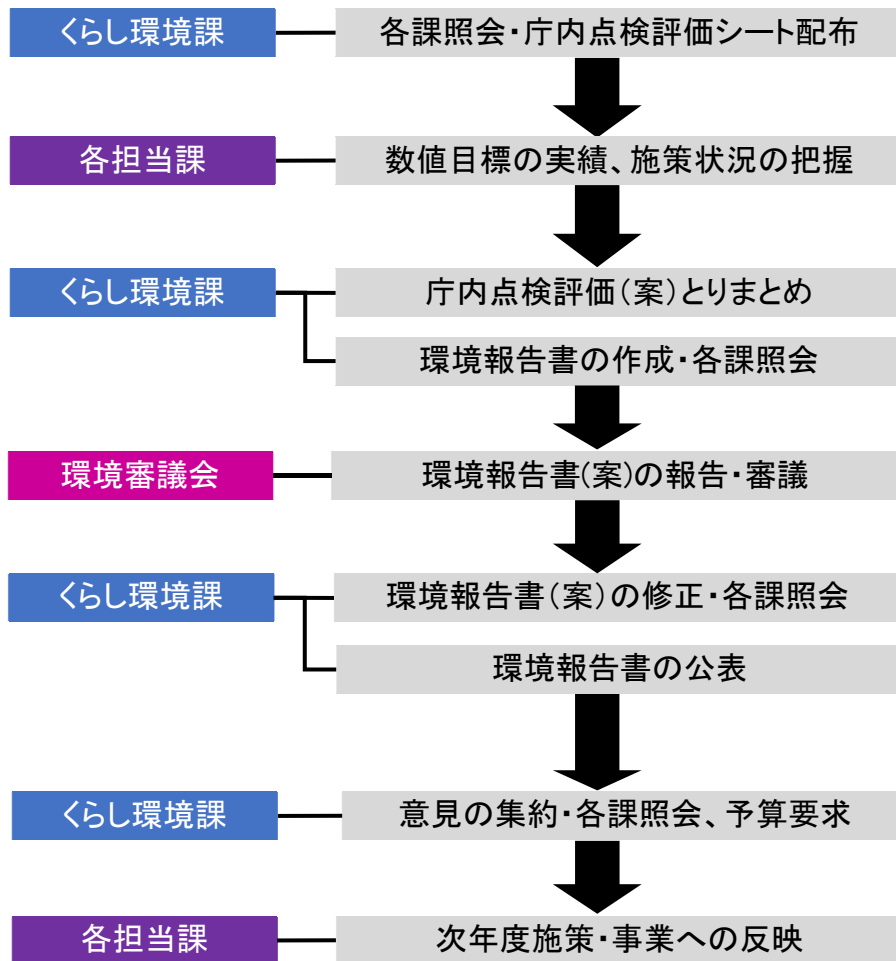 くらし環境課
各課照会・庁内点検評価シート配布
各担当課
数値目標の実績、施策状況の把握
くらし環境課
庁内点検評価（案）とりまとめ
環境報告書の作成・各課照会
環境審議会
環境報告書(案)の報告・審議
くらし環境課
環境報告書（案）の修正・各課照会
環境報告書の公表
くらし環境課
意見の集約・各課照会、予算要求
各担当課
次年度施策・事業への反映